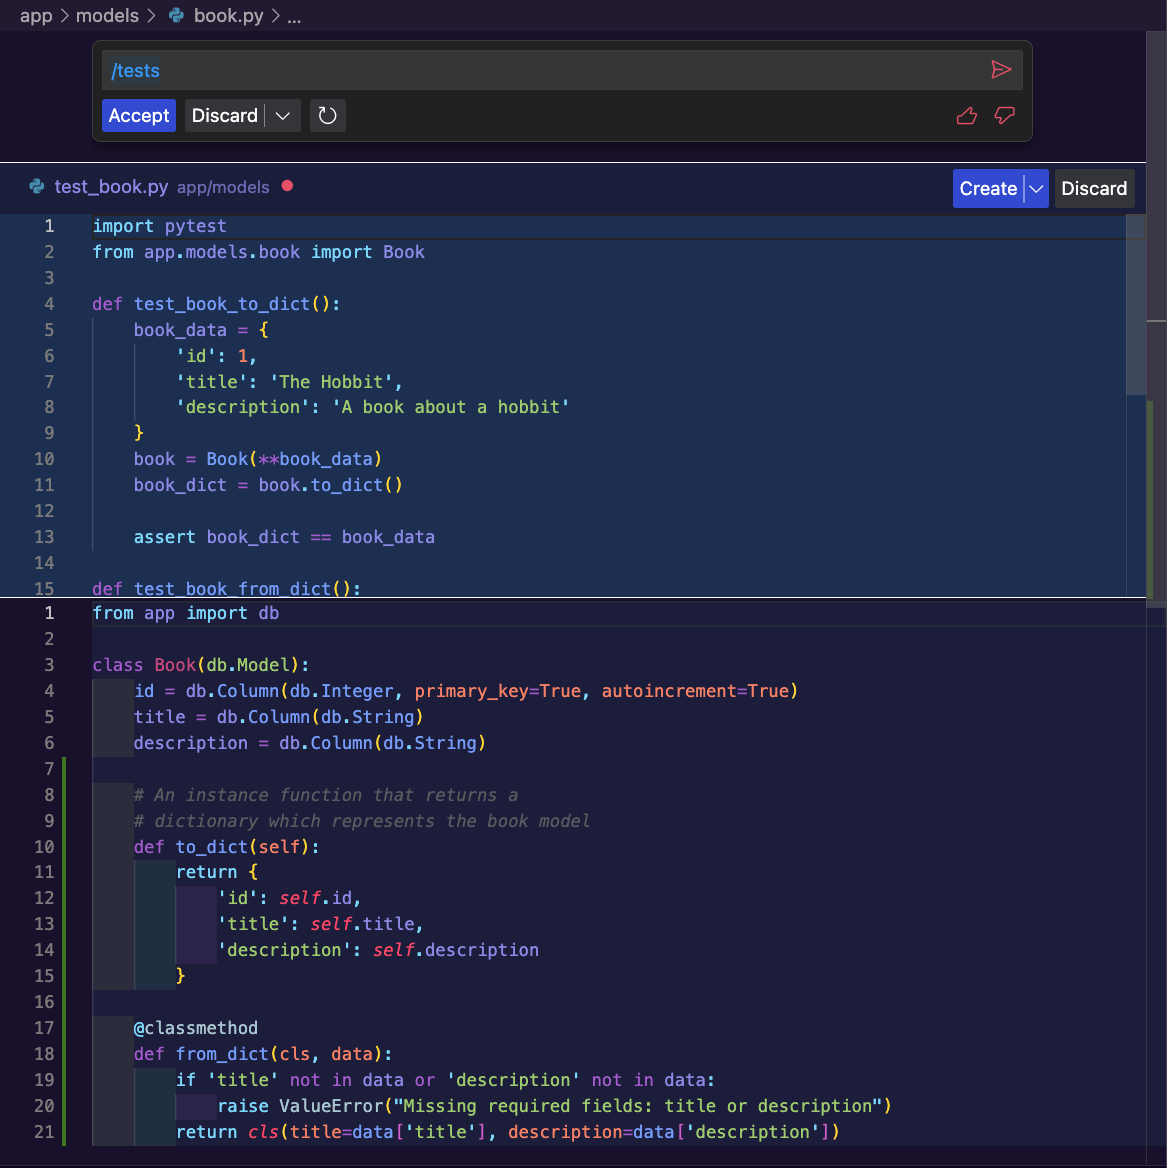 app > models > book.py > ...
/tests
Accept Discard
test_book.py app/models
Create Discard
1 import pytest
2 from app.models.book import Book
3
4 def test_book_to_dict():
5     book_data = {
6         'id': 1,
7         'title': 'The Hobbit',
8         'description': 'A book about a hobbit'
9     }
10     book = Book(**book_data)
11     book_dict = book.to_dict()
12
13     assert book_dict == book_data
14
15 def test_book_from_dict():
1 from app import db
2
3 class Book(db.Model):
4     id = db.Column(db.Integer, primary_key=True, autoincrement=True)
5     title = db.Column(db.String)
6     description = db.Column(db.String)
7
8     # An instance function that returns a
9     # dictionary which represents the book model
10     def to_dict(self):
11         return {
12             'id': self.id,
13             'title': self.title,
14             'description': self.description
15         }
16
17     @classmethod
18     def from_dict(cls, data):
19         if 'title' not in data or 'description' not in data:
20             raise ValueError("Missing required fields: title or description")
21         return cls(title=data['title'], description=data['description'])